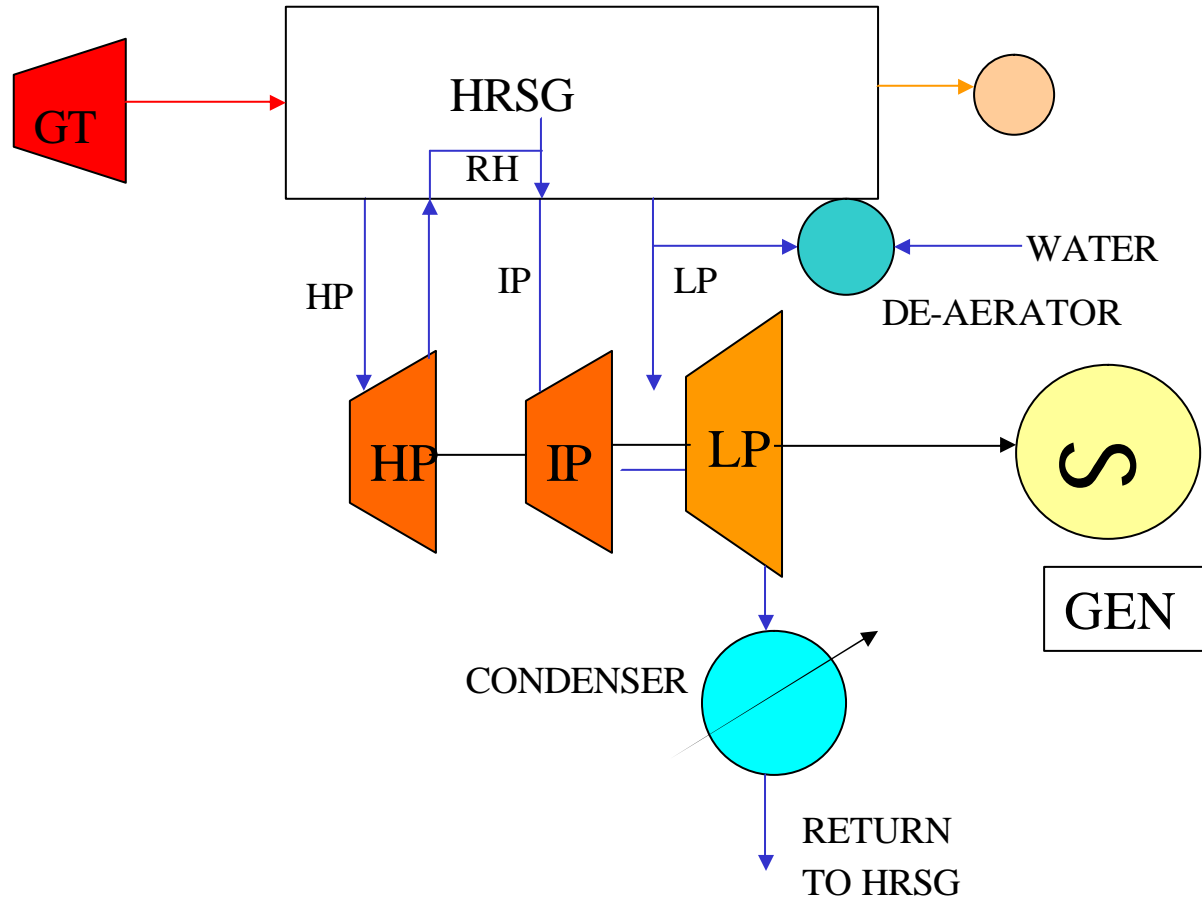 GT
HRSG
RH
HP
IP
LP
WATER
DE-AERATOR
HP
IP
LP
S
GEN
CONDENSER
RETURN
TO HRSG